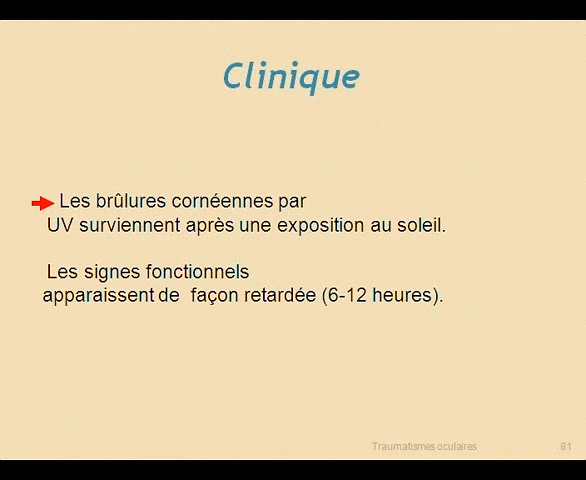 Clinique
Les brûlures cornéennes par
UV surviennent après une exposition au soleil.
Les signes fonctionnels
apparaissent de façon retardée (6-12 heures).
Traumatismes oculaires 81